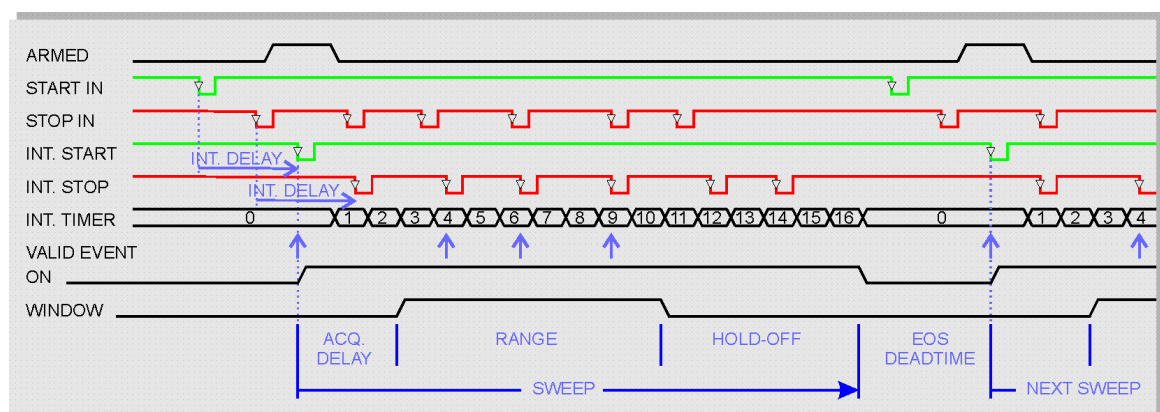 ARMED
START IN
STOP IN
INT. START
INT. DELAY
INT. STOP
INT. DELAY
INT. TIMER 0 1 2 3 4 5 6 7 8 9 10 11 12 13 14 15 16 0 1 2 3 4
VALID EVENT
ON
WINDOW
ACQ. DELAY
RANGE
HOLD-OFF
EOS DEADTIME
SWEEP
NEXT SWEEP